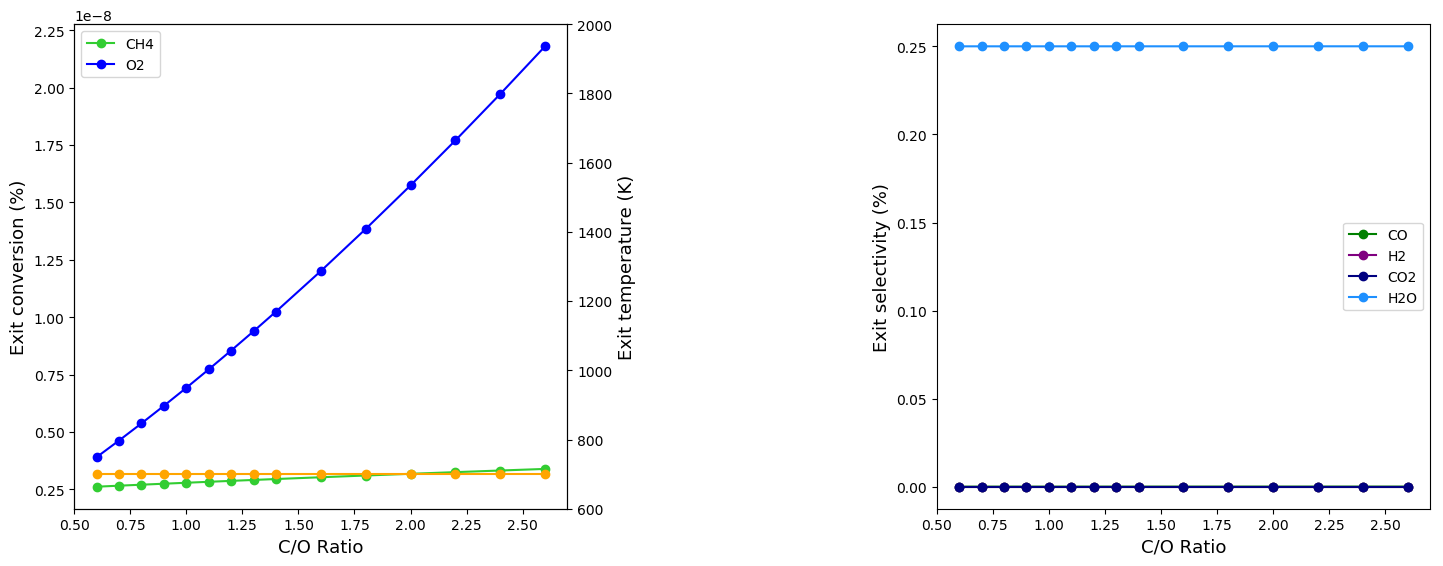 1e−8
2.25
2.00
1.75
1.50
1.25
1.00
0.75
0.50
0.25
Exit conversion (%)
CH4
O2
0.50 0.75 1.00 1.25 1.50 1.75 2.00 2.25 2.50
C/O Ratio
2000
1800
1600
1400
1200
1000
800
600
Exit temperature (K)
0.25
0.20
0.15
0.10
0.05
0.00
Exit selectivity (%)
CO
H2
CO2
H2O
0.50 0.75 1.00 1.25 1.50 1.75 2.00 2.25 2.50
C/O Ratio